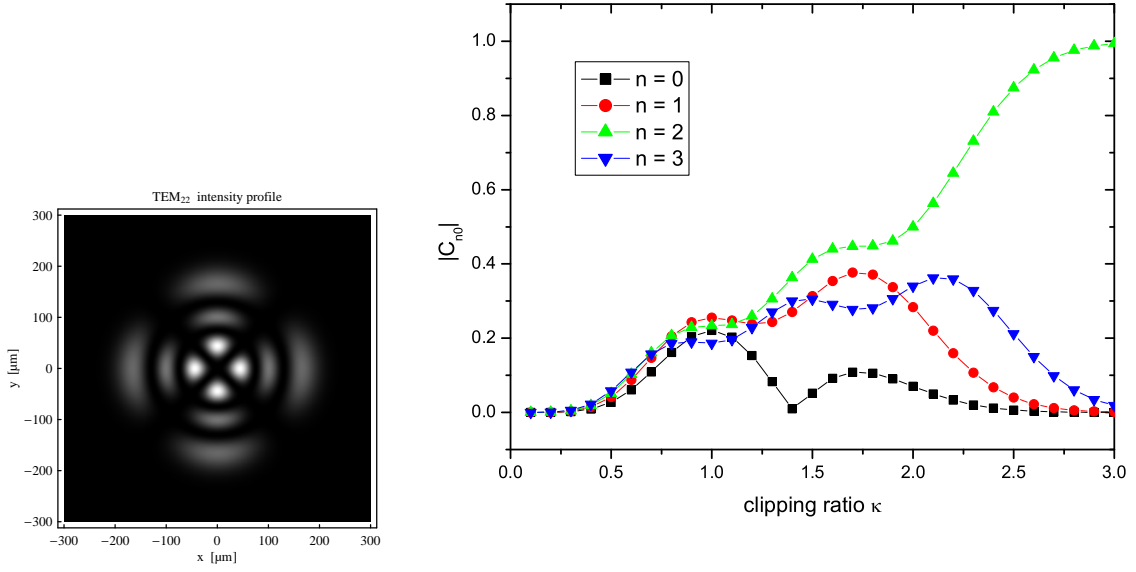 TEM₂₂ intensity profile
300
200
100
0
−100
−200
−300
y [μm]
−300 −200 −100 0 100 200 300
x [μm]
1.0
0.8
0.6
0.4
0.2
0.0
|C_n0|
n = 0
n = 1
n = 2
n = 3
0.0 0.5 1.0 1.5 2.0 2.5 3.0
clipping ratio κ